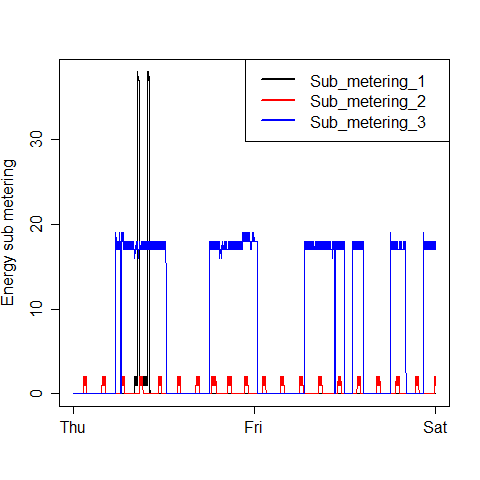 Sub_metering_1
Sub_metering_2
Sub_metering_3
Energy sub metering
30
20
10
0
Thu Fri Sat